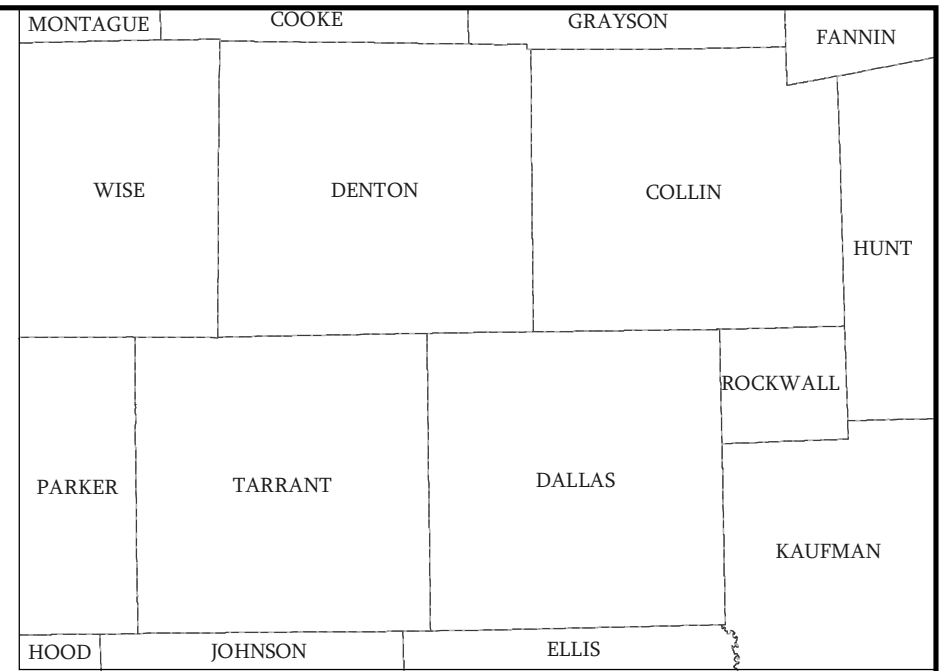 MONTAGUE
COOKE
GRAYSON
FANNIN
WISE
DENTON
COLLIN
HUNT
ROCKWALL
PARKER
TARRANT
DALLAS
KAUFMAN
HOOD
JOHNSON
ELLIS